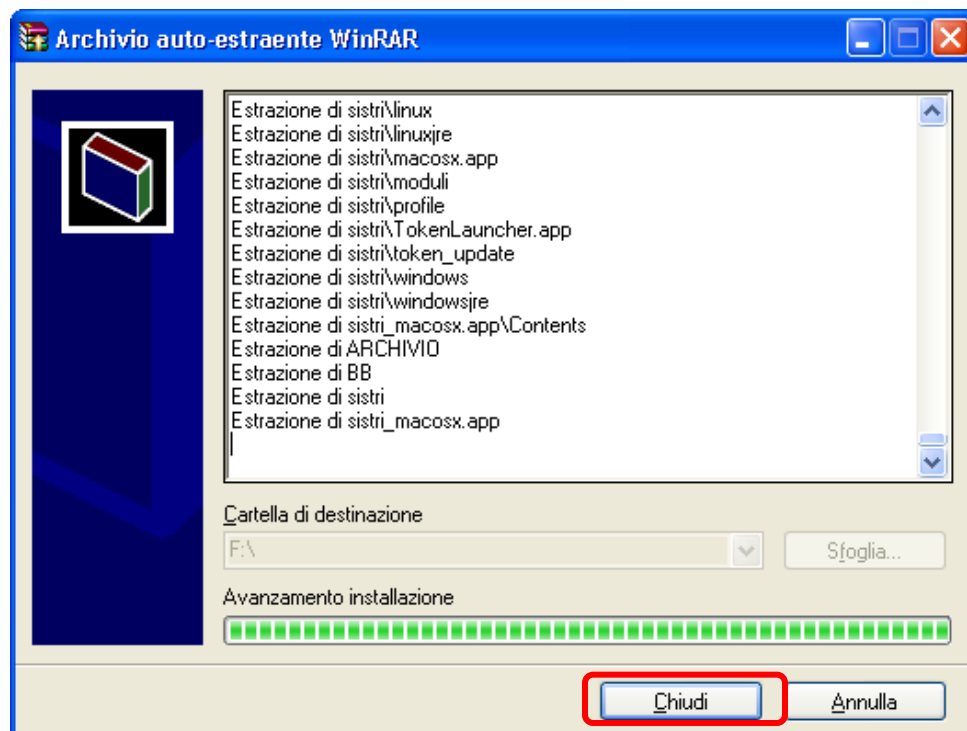 Archivio auto-estraente WinRAR
Estrazione di sistri\linux
Estrazione di sistri\linuxjre
Estrazione di sistri\macosx.app
Estrazione di sistri\moduli
Estrazione di sistri\profile
Estrazione di sistri\TokenLauncher.app
Estrazione di sistri\token_update
Estrazione di sistri\windows
Estrazione di sistri\windowsjre
Estrazione di sistri_macosx.app\Contents
Estrazione di ARCHIVIO
Estrazione di BB
Estrazione di sistri
Estrazione di sistri_macosx.app
Cartella di destinazione
F:\ Sfoglia...
Avanzamento installazione
Chiudi Annulla